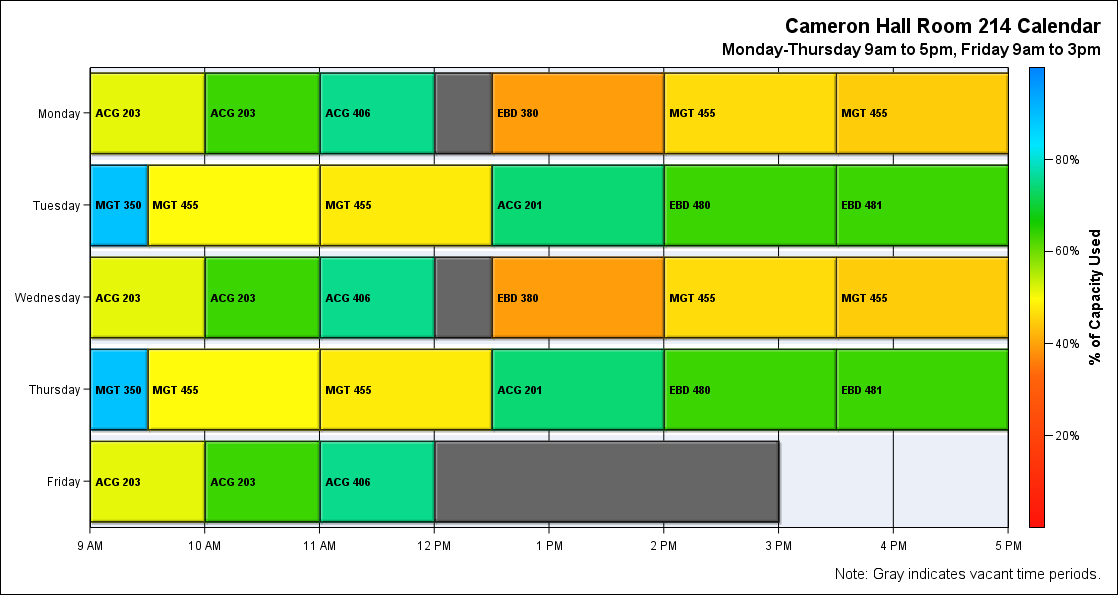 Cameron Hall Room 214 Calendar
Monday-Thursday 9am to 5pm, Friday 9am to 3pm
Monday
ACG 203
ACG 203
ACG 406
EBD 380
MGT 455
MGT 455
Tuesday
MGT 350
MGT 455
MGT 455
ACG 201
EBD 480
EBD 481
Wednesday
ACG 203
ACG 203
ACG 406
EBD 380
MGT 455
MGT 455
Thursday
MGT 350
MGT 455
MGT 455
ACG 201
EBD 480
EBD 481
Friday
ACG 203
ACG 203
ACG 406
9 AM
10 AM
11 AM
12 PM
1 PM
2 PM
3 PM
4 PM
5 PM
80%
60%
40%
20%
% of Capacity Used
Note: Gray indicates vacant time periods.